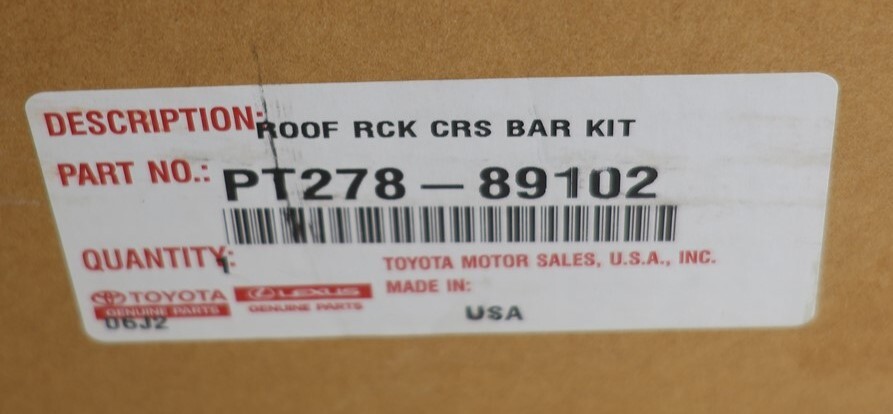 DESCRIPTION: ROOF RCK CRS BAR KIT
PART NO.: PT278-89102
QUANTITY: 1
TOYOTA MOTOR SALES, U.S.A., INC.
MADE IN:
USA
TOYOTA
GENUINE PARTS
LEXUS
GENUINE PARTS
06J2